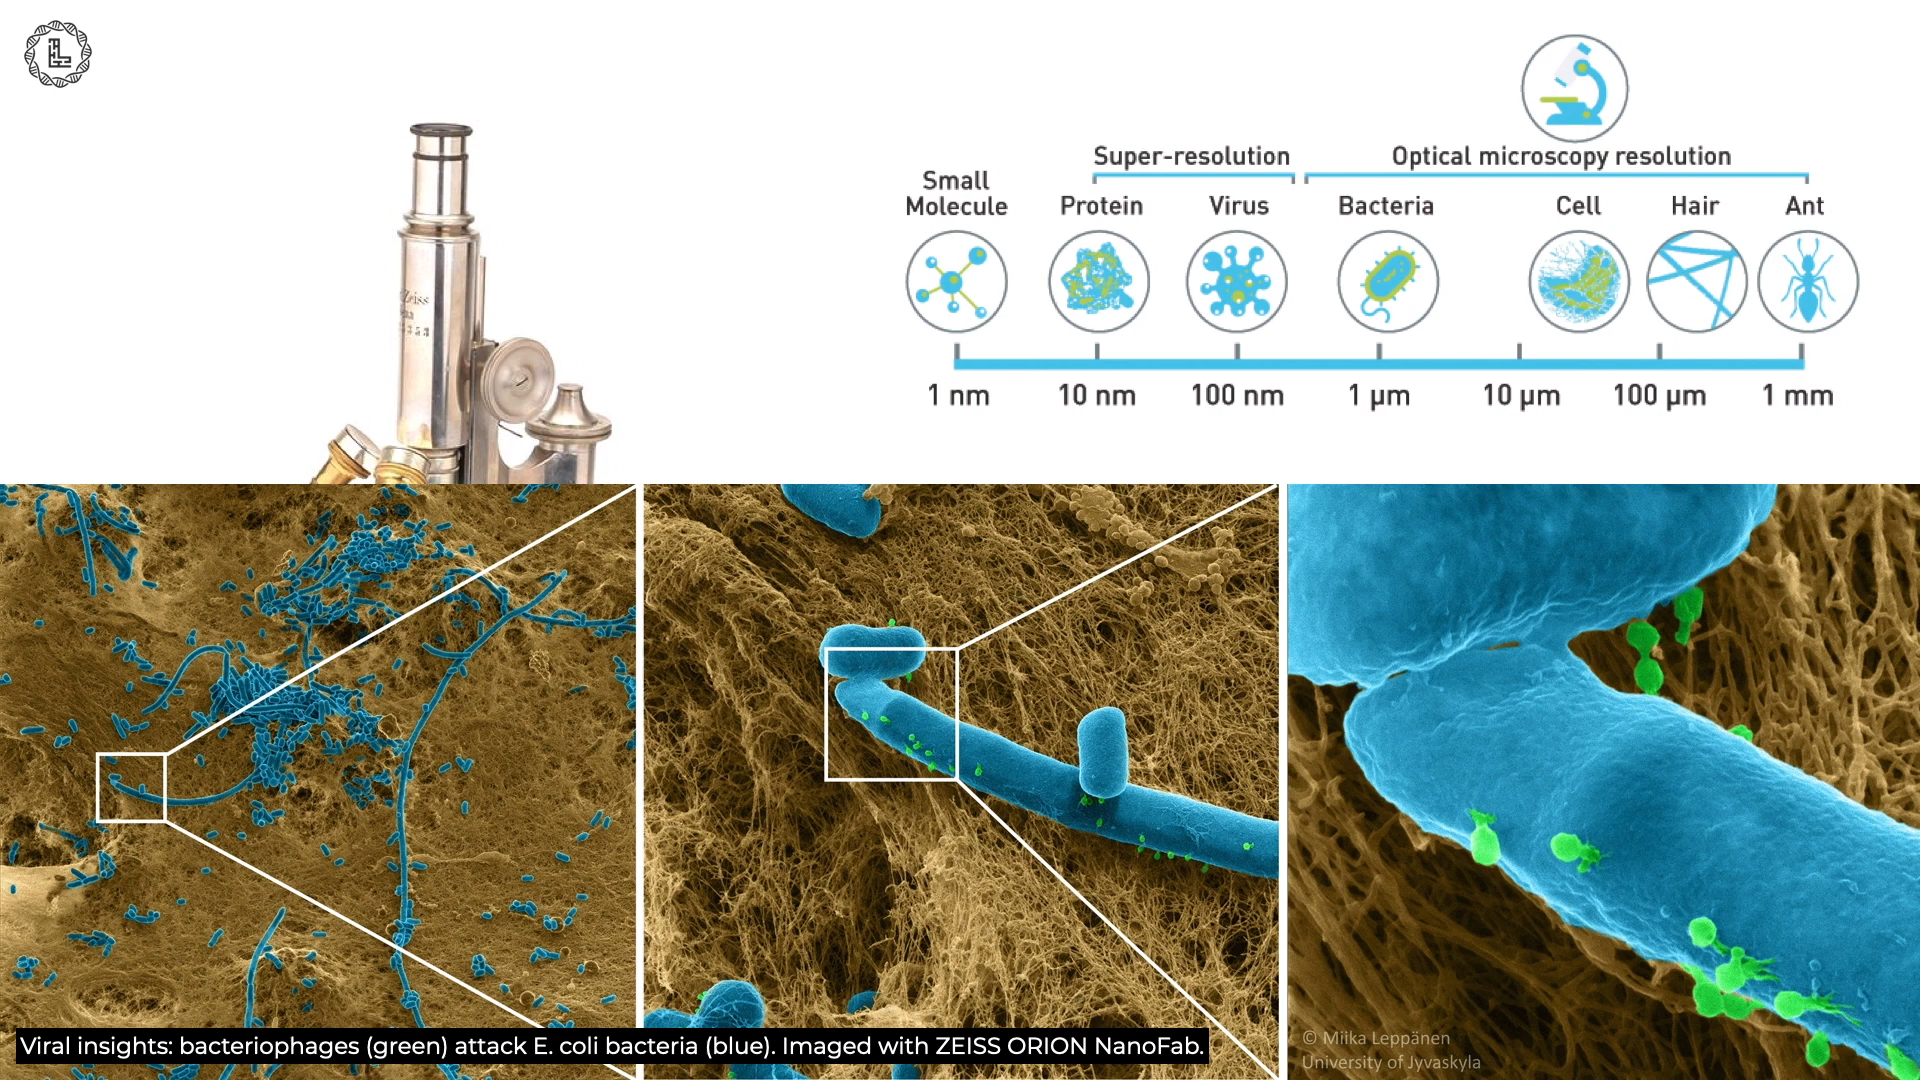 Super-resolution
Optical microscopy resolution
Small
Molecule
Protein
Virus
Bacteria
Cell
Hair
Ant
Zeiss
1 nm
10 nm
100 nm
1 µm
10 µm
100 µm
1 mm
Viral insights: bacteriophages (green) attack E. coli bacteria (blue). Imaged with ZEISS ORION NanoFab.
© Miika Leppänen
University of Jyvaskyla